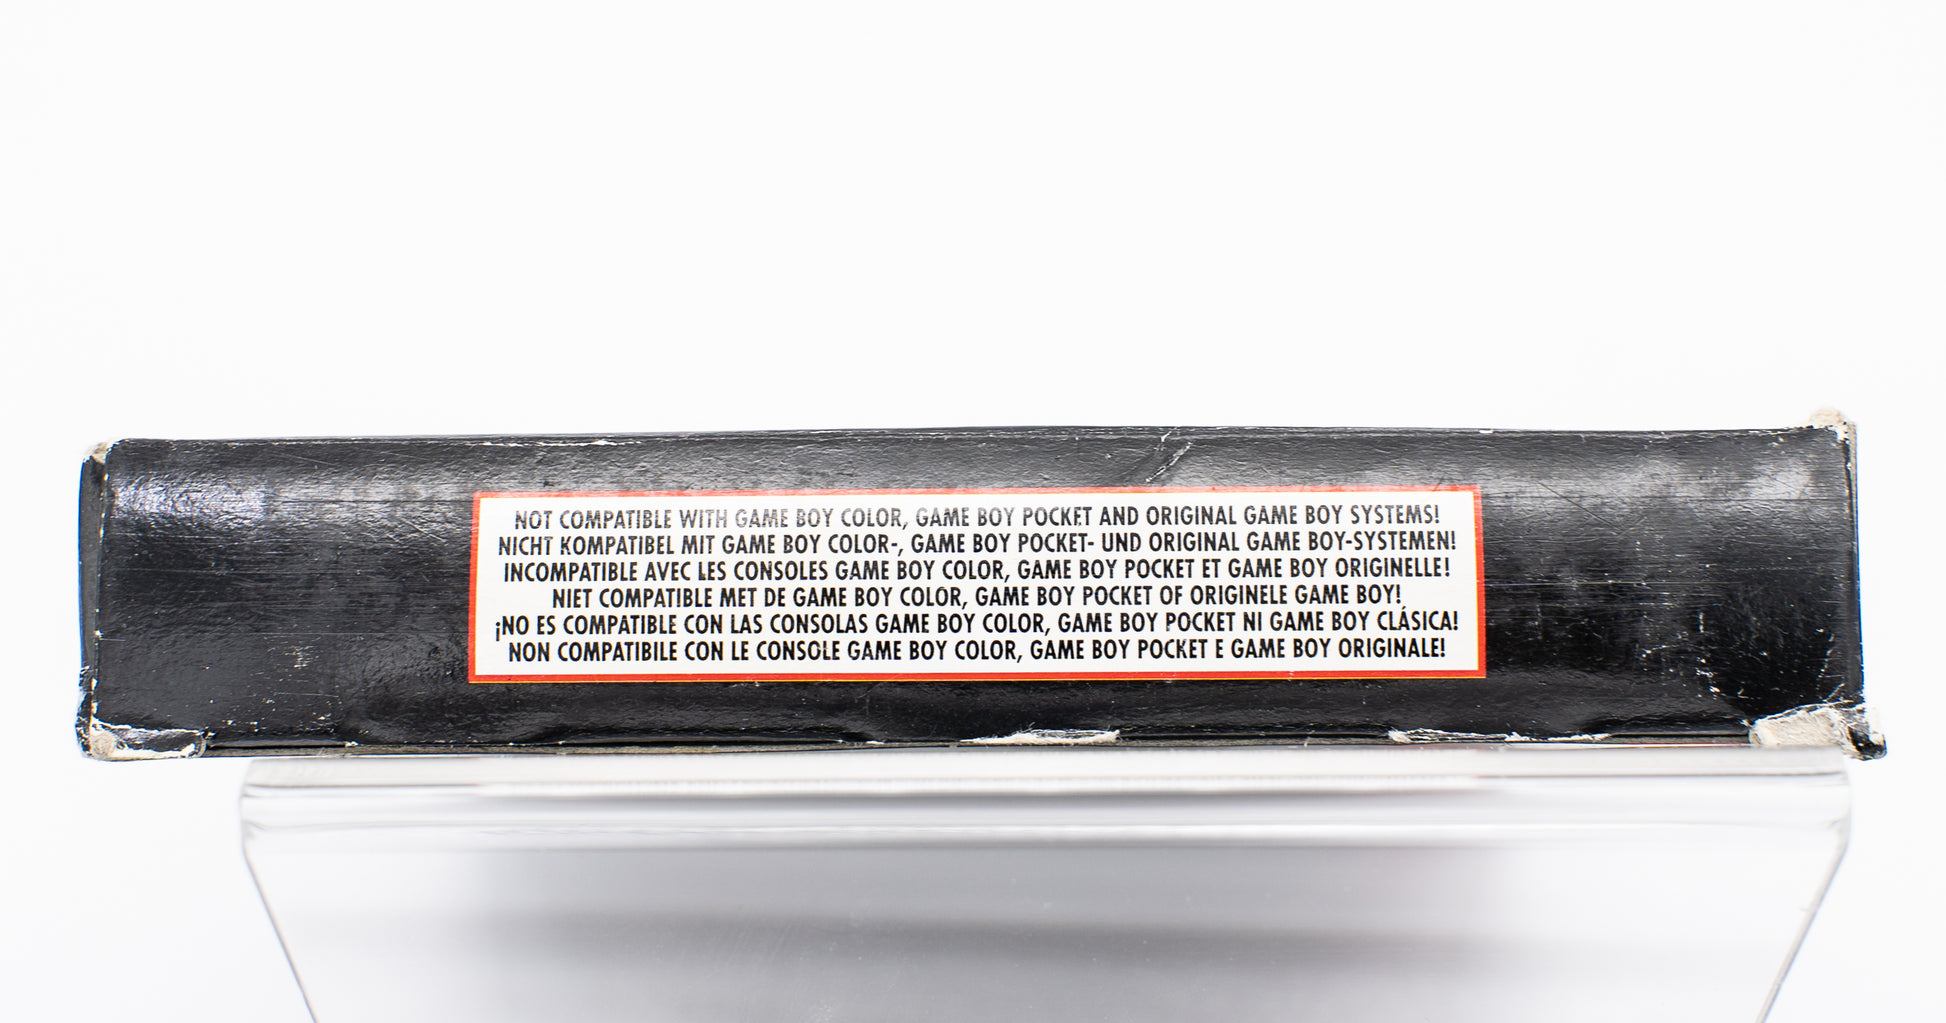 NOT COMPATIBLE WITH GAME BOY COLOR, GAME BOY POCKET AND ORIGINAL GAME BOY SYSTEMS!
NICHT KOMPATIBEL MIT GAME BOY COLOR-, GAME BOY POCKET- UND ORIGINAL GAME BOY-SYSTEMEN!
INCOMPATIBLE AVEC LES CONSOLES GAME BOY COLOR, GAME BOY POCKET ET GAME BOY ORIGINELLE!
NIET COMPATIBLE MET DE GAME BOY COLOR, GAME BOY POCKET OF ORIGINELE GAME BOY!
¡NO ES COMPATIBLE CON LAS CONSOLAS GAME BOY COLOR, GAME BOY POCKET NI GAME BOY CLÁSICA!
NON COMPATIBILE CON LE CONSOLE GAME BOY COLOR, GAME BOY POCKET E GAME BOY ORIGINALE!